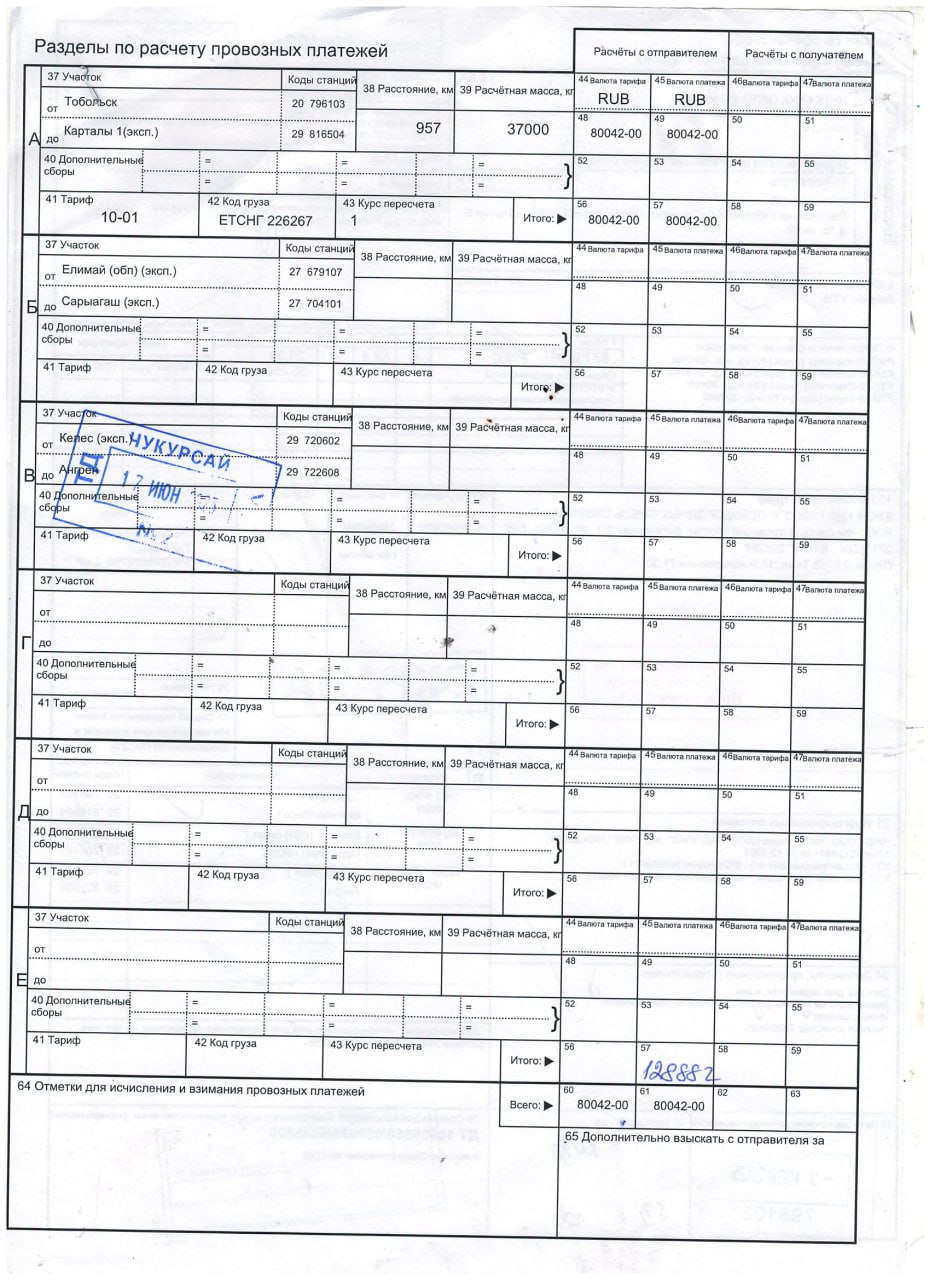 Разделы по расчету провозных платежей
Расчёты с отправителем Расчёты с получателем
37 Участок Коды станций 38 Расстояние, км 39 Расчётная масса, кг 44 Валюта тарифа 45 Валюта платежа 46 Валюта тарифа 47 Валюта платежа
от Тобольск 20 796103 RUB RUB
А до Карталы 1(эксп.) 29 816504 957 37000 48 80042-00 49 80042-00 50 51
40 Дополнительные сборы = = = } 52 53 54 55
= = =
41 Тариф 10-01 42 Код груза ЕТСНГ 226267 43 Курс пересчета 1 Итого: ▶ 56 80042-00 57 80042-00 58 59
37 Участок Коды станций 38 Расстояние, км 39 Расчётная масса, кг 44 Валюта тарифа 45 Валюта платежа 46 Валюта тарифа 47 Валюта платежа
от Елимай (обп) (эксп.) 27 679107
Б до Сарыагаш (эксп.) 27 704101 48 49 50 51
40 Дополнительные сборы = = = } 52 53 54 55
= = =
41 Тариф 42 Код груза 43 Курс пересчета Итого: ▶ 56 57 58 59
37 Участок Коды станций 38 Расстояние, км 39 Расчётная масса, кг 44 Валюта тарифа 45 Валюта платежа 46 Валюта тарифа 47 Валюта платежа
от Келес (эксп.) 29 720602
В до Ангрен 29 722608 48 49 50 51
ТД ЧУКУРСАЙ
17 ИЮН
№
40 Дополнительные сборы = = = } 52 53 54 55
= = =
41 Тариф 42 Код груза 43 Курс пересчета Итого: ▶ 56 57 58 59
37 Участок Коды станций 38 Расстояние, км 39 Расчётная масса, кг 44 Валюта тарифа 45 Валюта платежа 46 Валюта тарифа 47 Валюта платежа
от
Г до 48 49 50 51
40 Дополнительные сборы = = = } 52 53 54 55
= = =
41 Тариф 42 Код груза 43 Курс пересчета Итого: ▶ 56 57 58 59
37 Участок Коды станций 38 Расстояние, км 39 Расчётная масса, кг 44 Валюта тарифа 45 Валюта платежа 46 Валюта тарифа 47 Валюта платежа
от
Д до 48 49 50 51
40 Дополнительные сборы = = = } 52 53 54 55
= = =
41 Тариф 42 Код груза 43 Курс пересчета Итого: ▶ 56 57 58 59
37 Участок Коды станций 38 Расстояние, км 39 Расчётная масса, кг 44 Валюта тарифа 45 Валюта платежа 46 Валюта тарифа 47 Валюта платежа
от
Е до 48 49 50 51
40 Дополнительные сборы = = = } 52 53 54 55
= = =
41 Тариф 42 Код груза 43 Курс пересчета Итого: ▶ 56 57 128882 58 59
64 Отметки для исчисления и взимания провозных платежей Всего: ▶ 60 80042-00 61 80042-00 62 63
65 Дополнительно взыскать с отправителя за